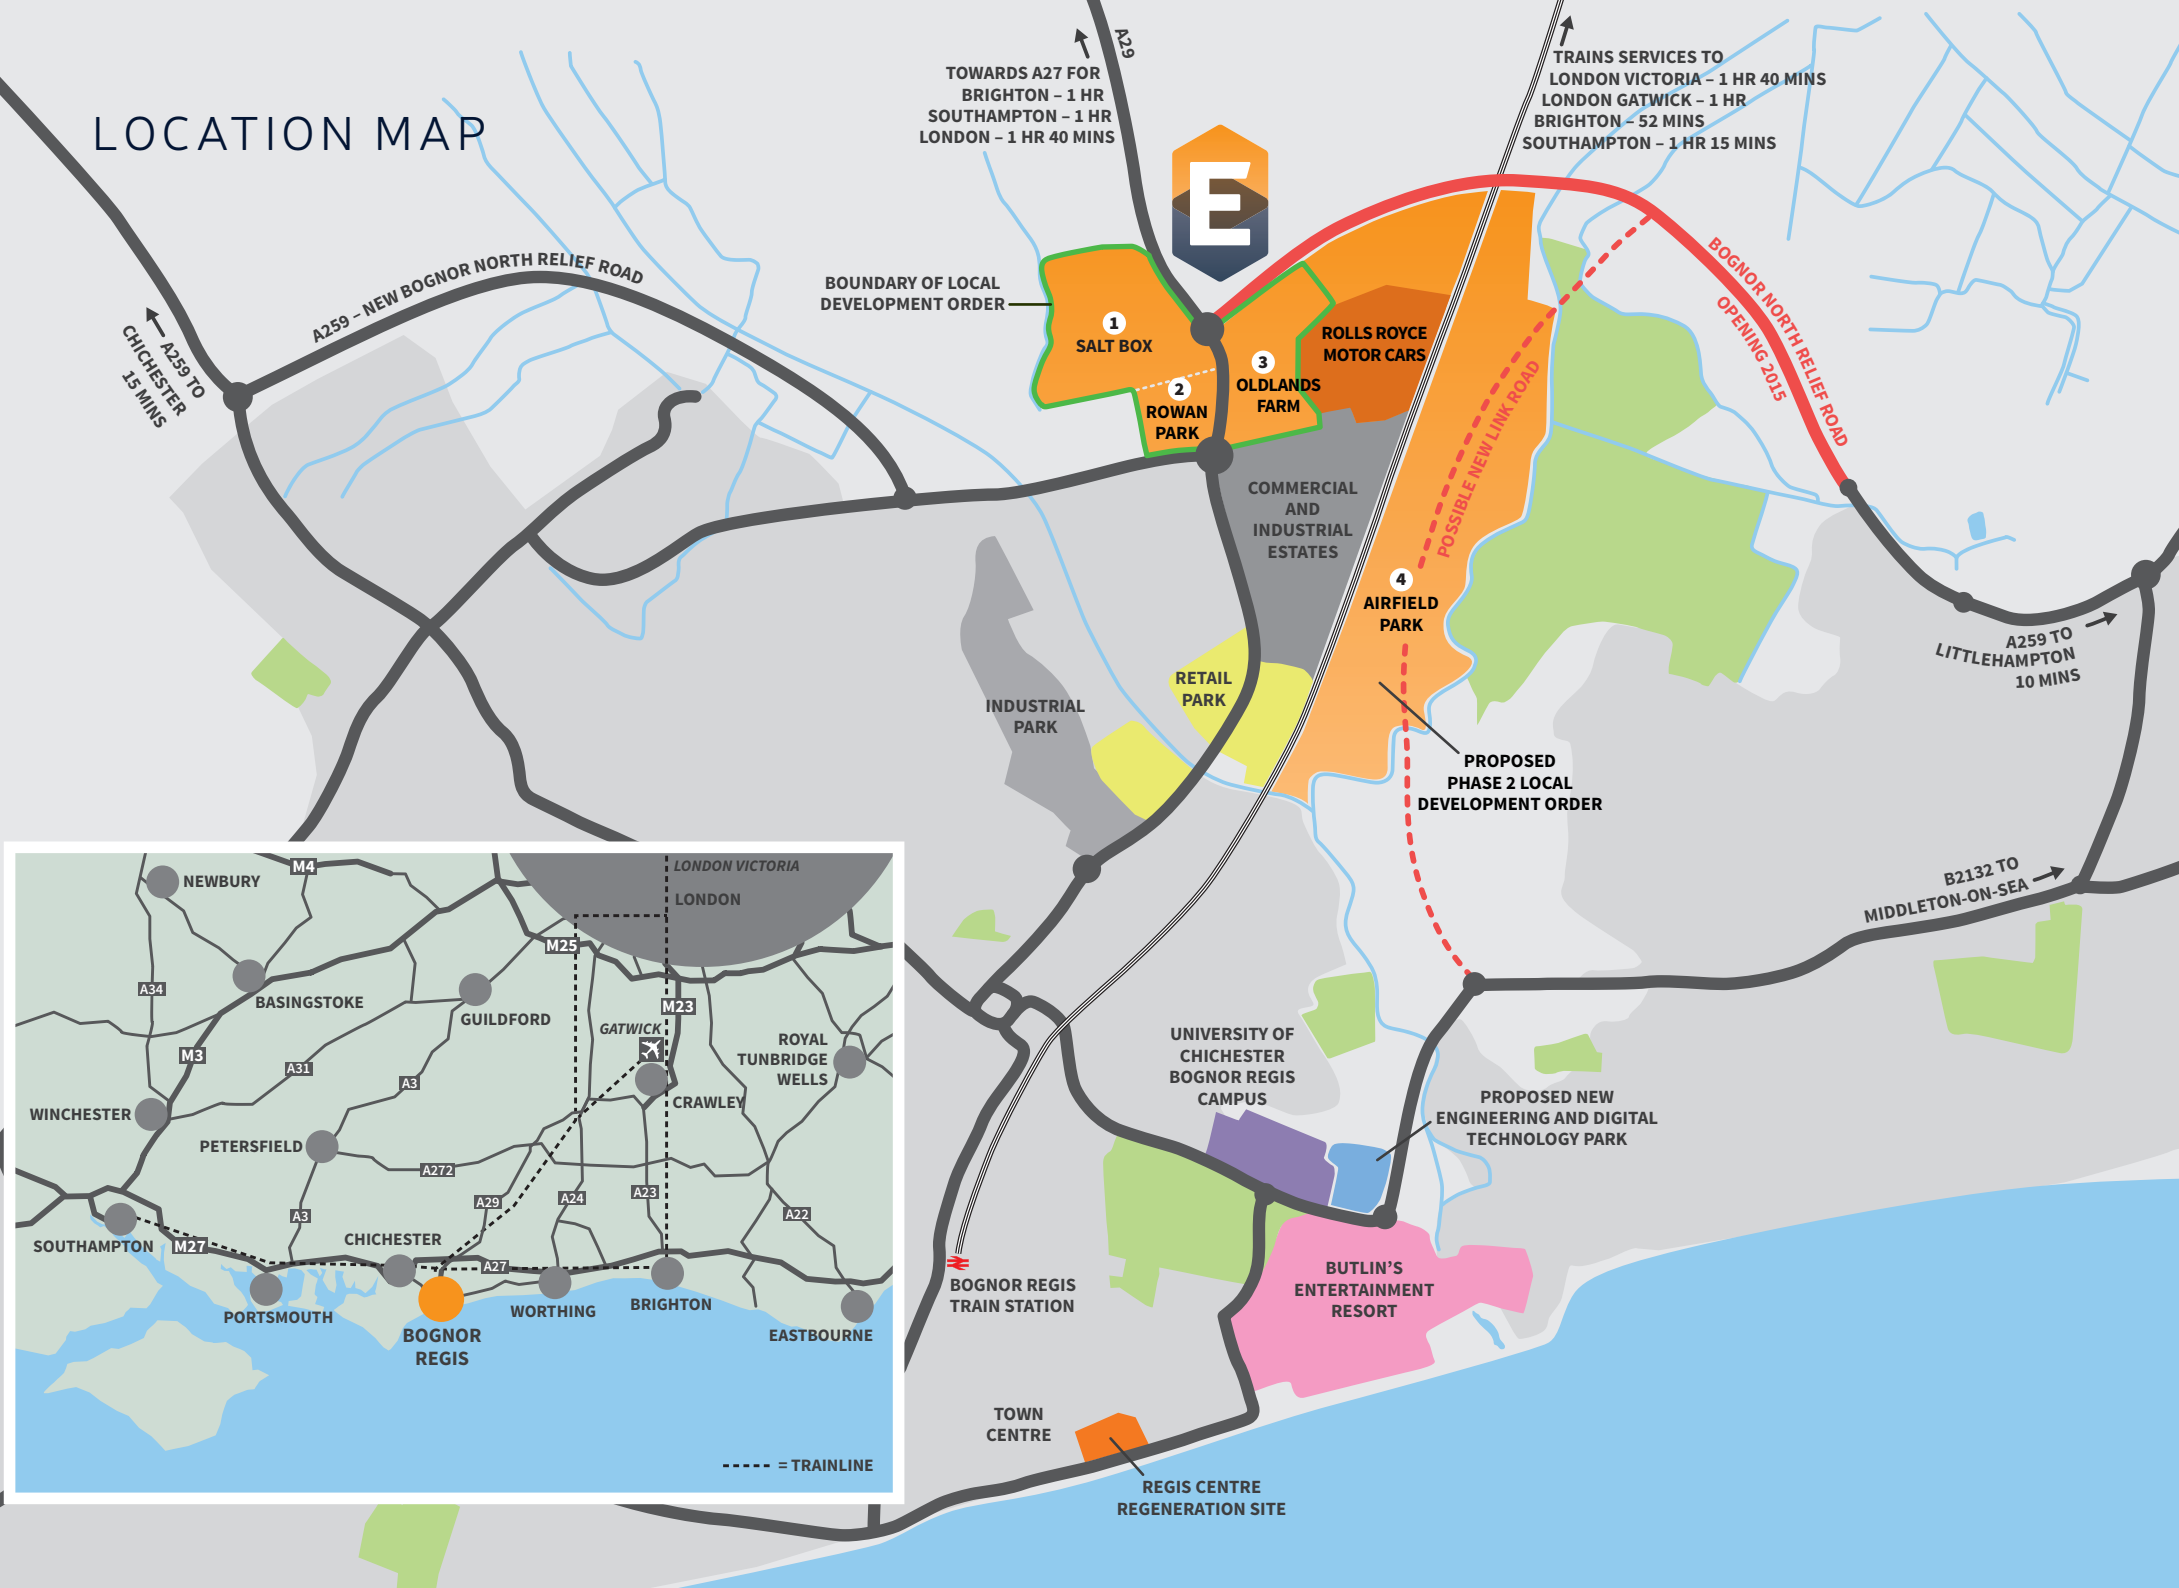 LOCATION MAP
A29
TOWARDS A27 FOR
BRIGHTON – 1 HR
SOUTHAMPTON – 1 HR
LONDON – 1 HR 40 MINS
TRAINS SERVICES TO
LONDON VICTORIA – 1 HR 40 MINS
LONDON GATWICK – 1 HR
BRIGHTON – 52 MINS
SOUTHAMPTON – 1 HR 15 MINS
E
A259 – NEW BOGNOR NORTH RELIEF ROAD
A259 TO
CHICHESTER
15 MINS
BOUNDARY OF LOCAL
DEVELOPMENT ORDER
1
SALT BOX
2
ROWAN
PARK
3
OLDLANDS
FARM
ROLLS ROYCE
MOTOR CARS
BOGNOR NORTH RELIEF ROAD
OPENING 2015
POSSIBLE NEW LINK ROAD
COMMERCIAL
AND
INDUSTRIAL
ESTATES
4
AIRFIELD
PARK
A259 TO
LITTLEHAMPTON
10 MINS
RETAIL
PARK
INDUSTRIAL
PARK
PROPOSED
PHASE 2 LOCAL
DEVELOPMENT ORDER
B2132 TO
MIDDLETON-ON-SEA
UNIVERSITY OF
CHICHESTER
BOGNOR REGIS
CAMPUS
PROPOSED NEW
ENGINEERING AND DIGITAL
TECHNOLOGY PARK
BOGNOR REGIS
TRAIN STATION
BUTLIN'S
ENTERTAINMENT
RESORT
TOWN
CENTRE
REGIS CENTRE
REGENERATION SITE
LONDON VICTORIA
LONDON
M4
NEWBURY
M25
A34
BASINGSTOKE
GUILDFORD
M23
GATWICK
ROYAL
TUNBRIDGE
WELLS
M3
A31
A3
CRAWLEY
WINCHESTER
PETERSFIELD
A272
A29
A24
A23
A22
A3
SOUTHAMPTON
M27
CHICHESTER
A27
PORTSMOUTH
WORTHING
BRIGHTON
EASTBOURNE
BOGNOR
REGIS
= TRAINLINE